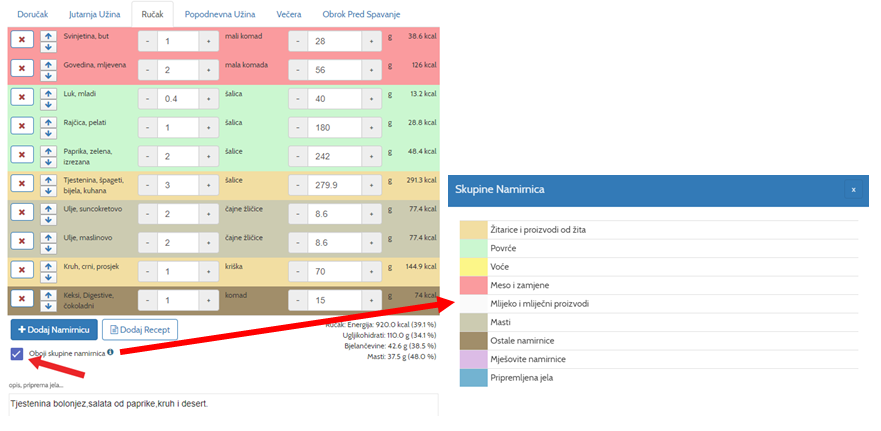 Doručak Jutarnja Užina Ručak Popodnevna Užina Večera Obrok Pred Spavanje
Svinjetina, but - 1 + mali komad - 28 + g 38.6 kcal
Govedina, mljevena - 2 + mala komada - 56 + g 126 kcal
Luk, mladi - 0.4 + šalica - 40 + g 13.2 kcal
Rajčica, pelati - 1 + šalica - 180 + g 28.8 kcal
Paprika, zelena, - 2 + šalice - 242 + g 48.4 kcal
izrezana
Tjestenina, špageti, - 3 + šalice - 279.9 + g 291.3 kcal
bijela, kuhana
Ulje, suncokretovo - 2 + čajne žličice - 8.6 + g 77.4 kcal
Ulje, maslinovo - 2 + čajne žličice - 8.6 + g 77.4 kcal
Kruh, crni, prosjek - 1 + kriška - 70 + g 144.9 kcal
Keksi, Digestive, - 1 + komad - 15 + g 74 kcal
čokoladni
Dodaj Namirnicu Dodaj Recept
Ručak: Energija: 920.0 kcal (39.1 %)
Ugljikohidrati: 110.0 g (34.1 %)
Bjelančevine: 42.6 g (38.5 %)
Masti: 37.5 g (48.0 %)
Oboji skupine namirnica
opis, priprema jela...
Tjestenina bolonjez,salata od paprike,kruh i desert.
Skupine Namirnica x
Žitarice i proizvodi od žita
Povrće
Voće
Meso i zamjene
Mlijeko i mliječni proizvodi
Masti
Ostale namirnice
Mješovite namirnice
Pripremljena jela